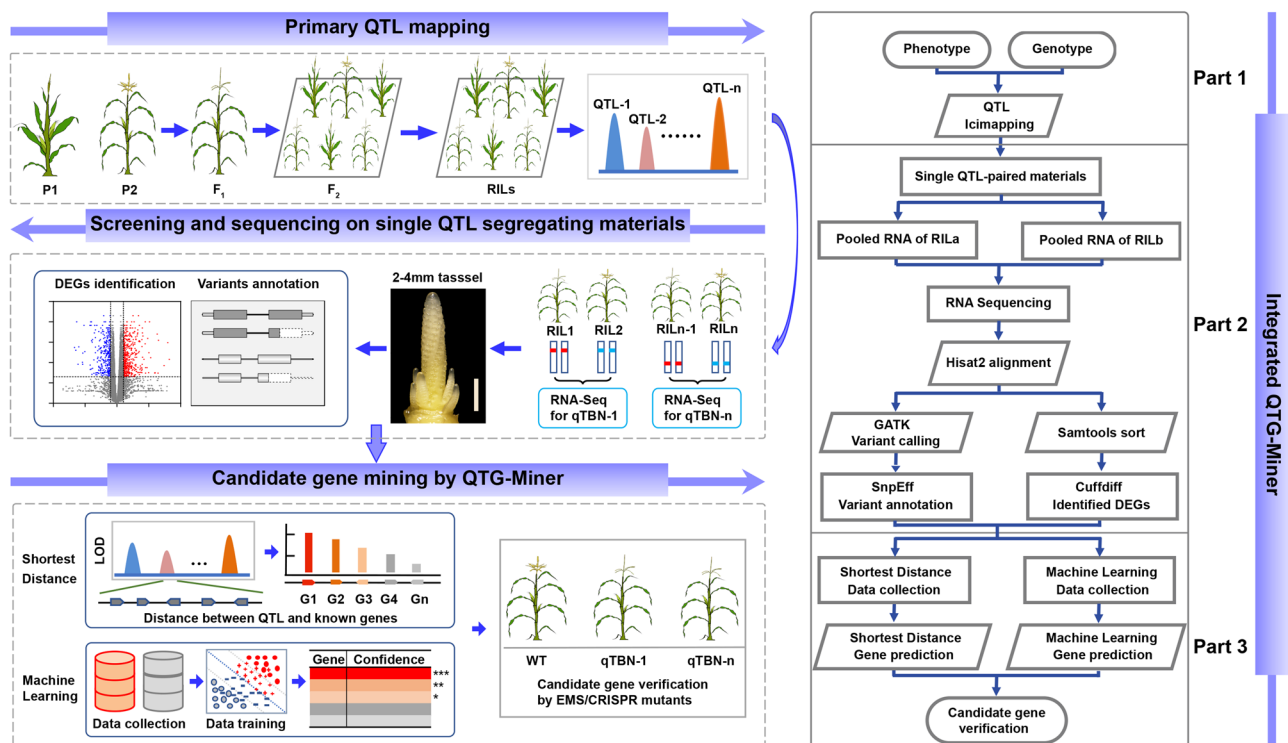 Primary QTL mapping
P1
P2
F1
F2
RILs
QTL-1
QTL-2
......
QTL-n
Screening and sequencing on single QTL segregating materials
DEGs identification
Variants annotation
2-4mm tasssel
RIL1
RIL2
RILn-1
RILn
RNA-Seq
for qTBN-1
RNA-Seq
for qTBN-n
Candidate gene mining by QTG-Miner
Shortest
Distance
LOD
...
G1
G2
G3
G4
Gn
Distance between QTL and known genes
Machine
Learning
Data collection
Data training
Gene
Confidence
***
**
*
WT
qTBN-1
qTBN-n
Candidate gene verification
by EMS/CRISPR mutants
Phenotype
Genotype
Part 1
QTL
Icimapping
Single QTL-paired materials
Pooled RNA of RILa
Pooled RNA of RILb
RNA Sequencing
Part 2
Hisat2 alignment
GATK
Variant calling
Samtools sort
SnpEff
Variant annotation
Cuffdiff
Identified DEGs
Shortest Distance
Data collection
Machine Learning
Data collection
Shortest Distance
Gene prediction
Machine Learning
Gene prediction
Part 3
Candidate gene
verification
Integrated QTG-Miner